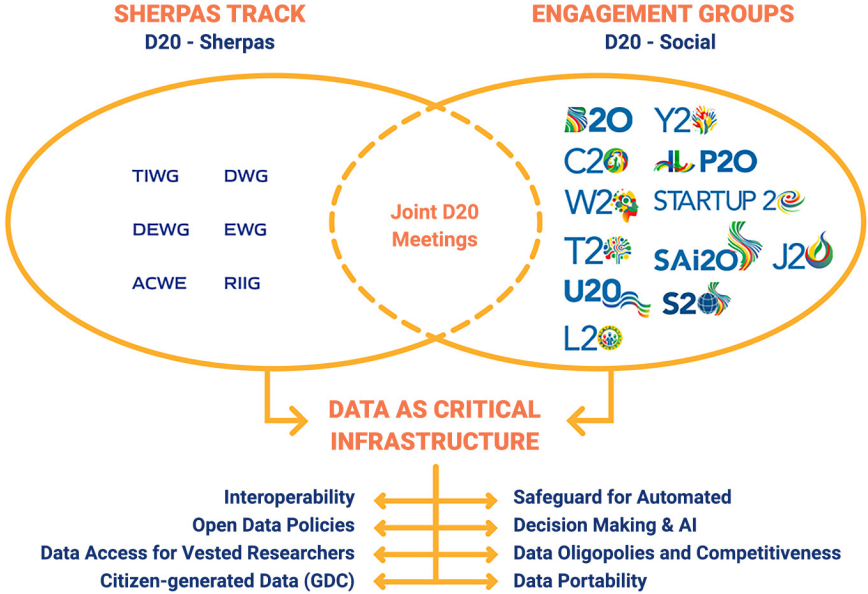 SHERPAS TRACK
D20 - Sherpas
ENGAGEMENT GROUPS
D20 - Social
TIWG DWG
DEWG EWG
ACWE RIIG
Joint D20
Meetings
B20 Y20
C20 P20
W20 STARTUP 20
T20 SAi20 J20
U20 S20
L20
DATA AS CRITICAL
INFRASTRUCTURE
Interoperability
Open Data Policies
Data Access for Vested Researchers
Citizen-generated Data (GDC)
Safeguard for Automated
Decision Making & AI
Data Oligopolies and Competitiveness
Data Portability